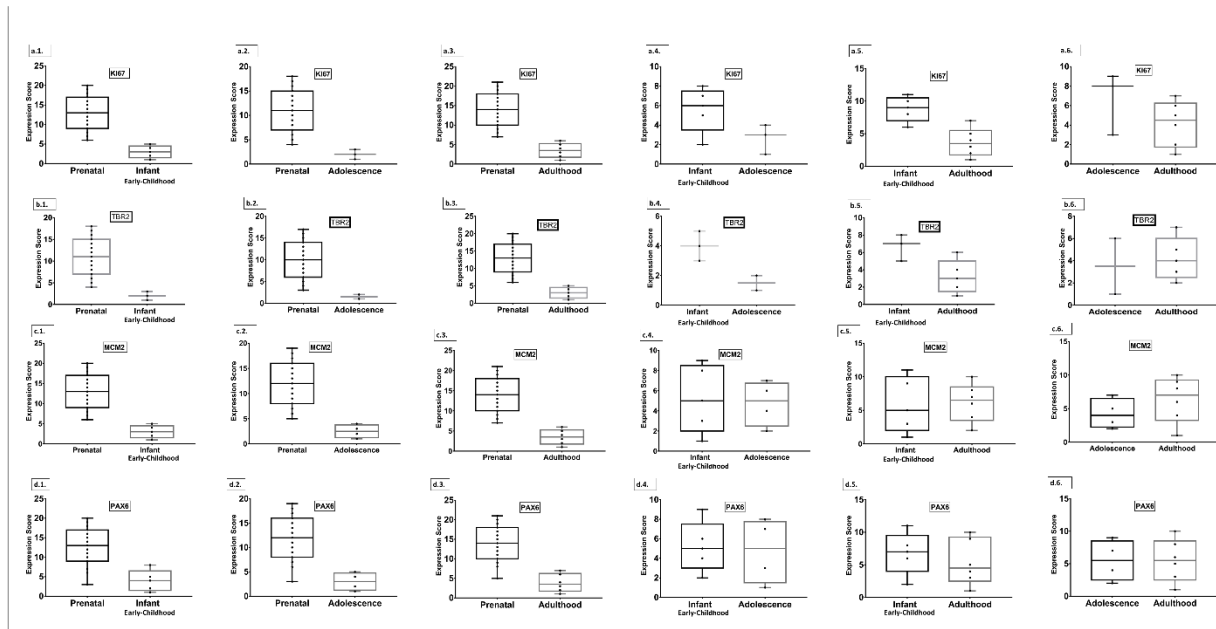 a.1.
KI67
Expression Score
25
20
15
10
5
0
Prenatal Infant
Early-Childhood
a.2.
KI67
Expression Score
20
15
10
5
0
Prenatal Adolescence
a.3.
KI67
Expression Score
25
20
15
10
5
0
Prenatal Adulthood
a.4.
KI67
Expression Score
10
8
6
4
2
0
Infant Adolescence
Early-Childhood
a.5.
KI67
Expression Score
15
10
5
0
Infant Adulthood
Early-Childhood
a.6.
KI67
Expression Score
10
8
6
4
2
0
Adolescence Adulthood
b.1.
TBR2
Expression Score
20
15
10
5
0
Prenatal Infant
Early-Childhood
b.2.
TBR2
Expression Score
20
15
10
5
0
Prenatal Adolescence
b.3.
TBR2
Expression Score
25
20
15
10
5
0
Prenatal Adulthood
b.4.
TBR2
Expression Score
6
4
2
0
Infant Adolescence
Early-Childhood
b.5.
TBR2
Expression Score
10
8
6
4
2
0
Infant Adulthood
Early-Childhood
b.6.
TBR2
Expression Score
8
6
4
2
0
Adolescence Adulthood
c.1.
MCM2
Expression Score
25
20
15
10
5
0
Prenatal Infant
Early-Childhood
c.2.
MCM2
Expression Score
20
15
10
5
0
Prenatal Adolescence
c.3.
MCM2
Expression Score
25
20
15
10
5
0
Prenatal Adulthood
c.4.
MCM2
Expression Score
10
8
6
4
2
0
Infant Adolescence
Early-Childhood
c.5.
MCM2
Expression Score
15
10
5
0
Infant Adulthood
Early-Childhood
c.6.
MCM2
Expression Score
15
10
5
0
Adolescence Adulthood
d.1.
PAX6
Expression Score
25
20
15
10
5
0
Prenatal Infant
Early-Childhood
d.2.
PAX6
Expression Score
20
15
10
5
0
Prenatal Adolescence
d.3.
PAX6
Expression Score
25
20
15
10
5
0
Prenatal Adulthood
d.4.
PAX6
Expression Score
10
8
6
4
2
0
Infant Adolescence
Early-Childhood
d.5.
PAX6
Expression Score
20
15
10
5
0
Infant Adulthood
Early-Childhood
d.6.
PAX6
Expression Score
20
15
10
5
0
Adolescence Adulthood